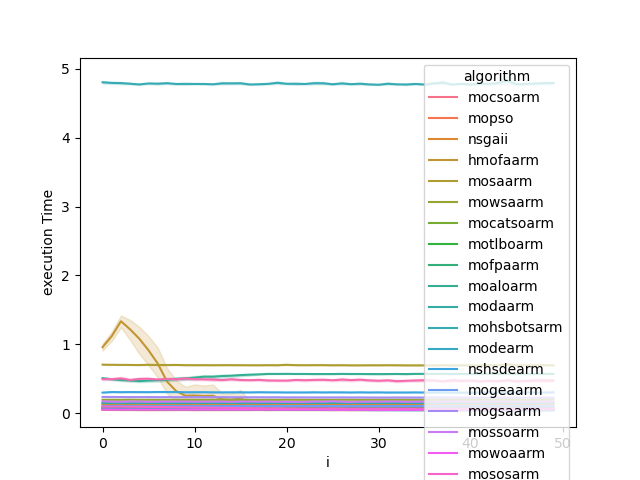 5
4
3
2
1
0
execution Time
0
10
20
30
40
50
i
algorithm
mocsoarm
mopso
nsgaii
hmofaarm
mosaarm
mowsaarm
mocatsoarm
motlboarm
mofpaarm
moaloarm
modaarm
mohsbotsarm
modearm
nshsdearm
mogeaarm
mogsaarm
mossoarm
mowoaarm
mososarm